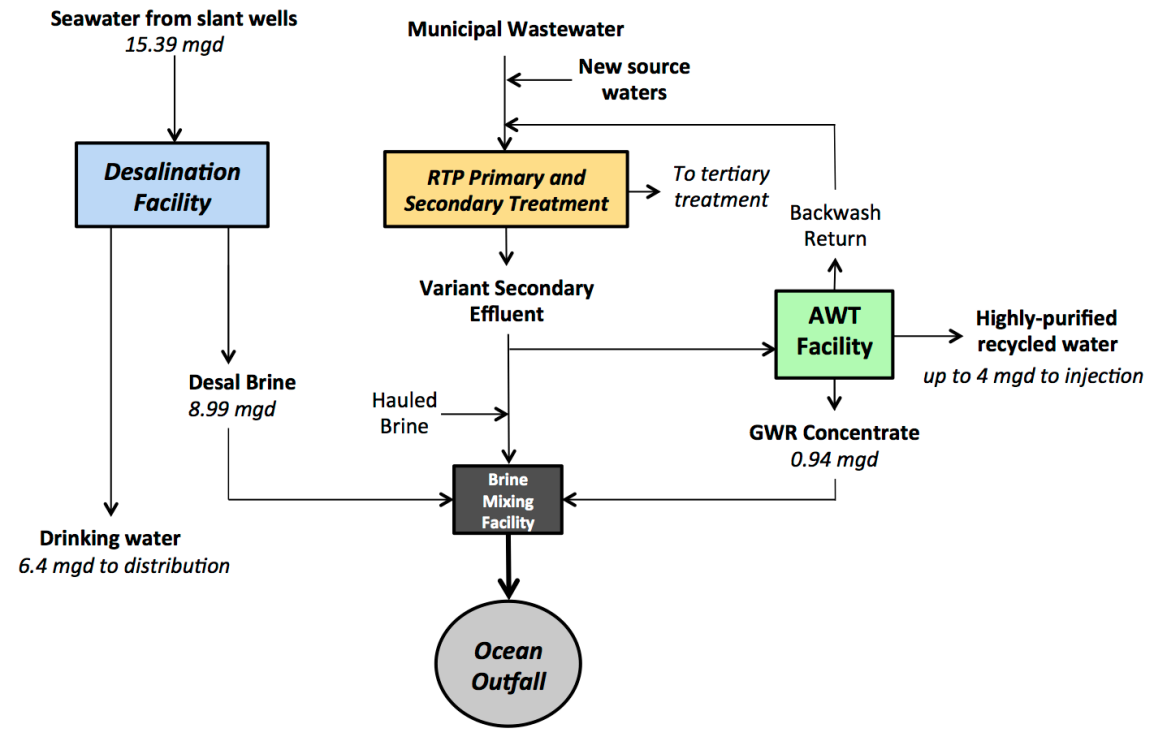 Seawater from slant wells
15.39 mgd
Municipal Wastewater
New source
waters
Desalination
Facility
RTP Primary and
Secondary Treatment
To tertiary
treatment
Backwash
Return
Variant Secondary
Effluent
AWT
Facility
Highly-purified
recycled water
up to 4 mgd to injection
Desal Brine
8.99 mgd
Hauled
Brine
GWR Concentrate
0.94 mgd
Brine
Mixing
Facility
Drinking water
6.4 mgd to distribution
Ocean
Outfall